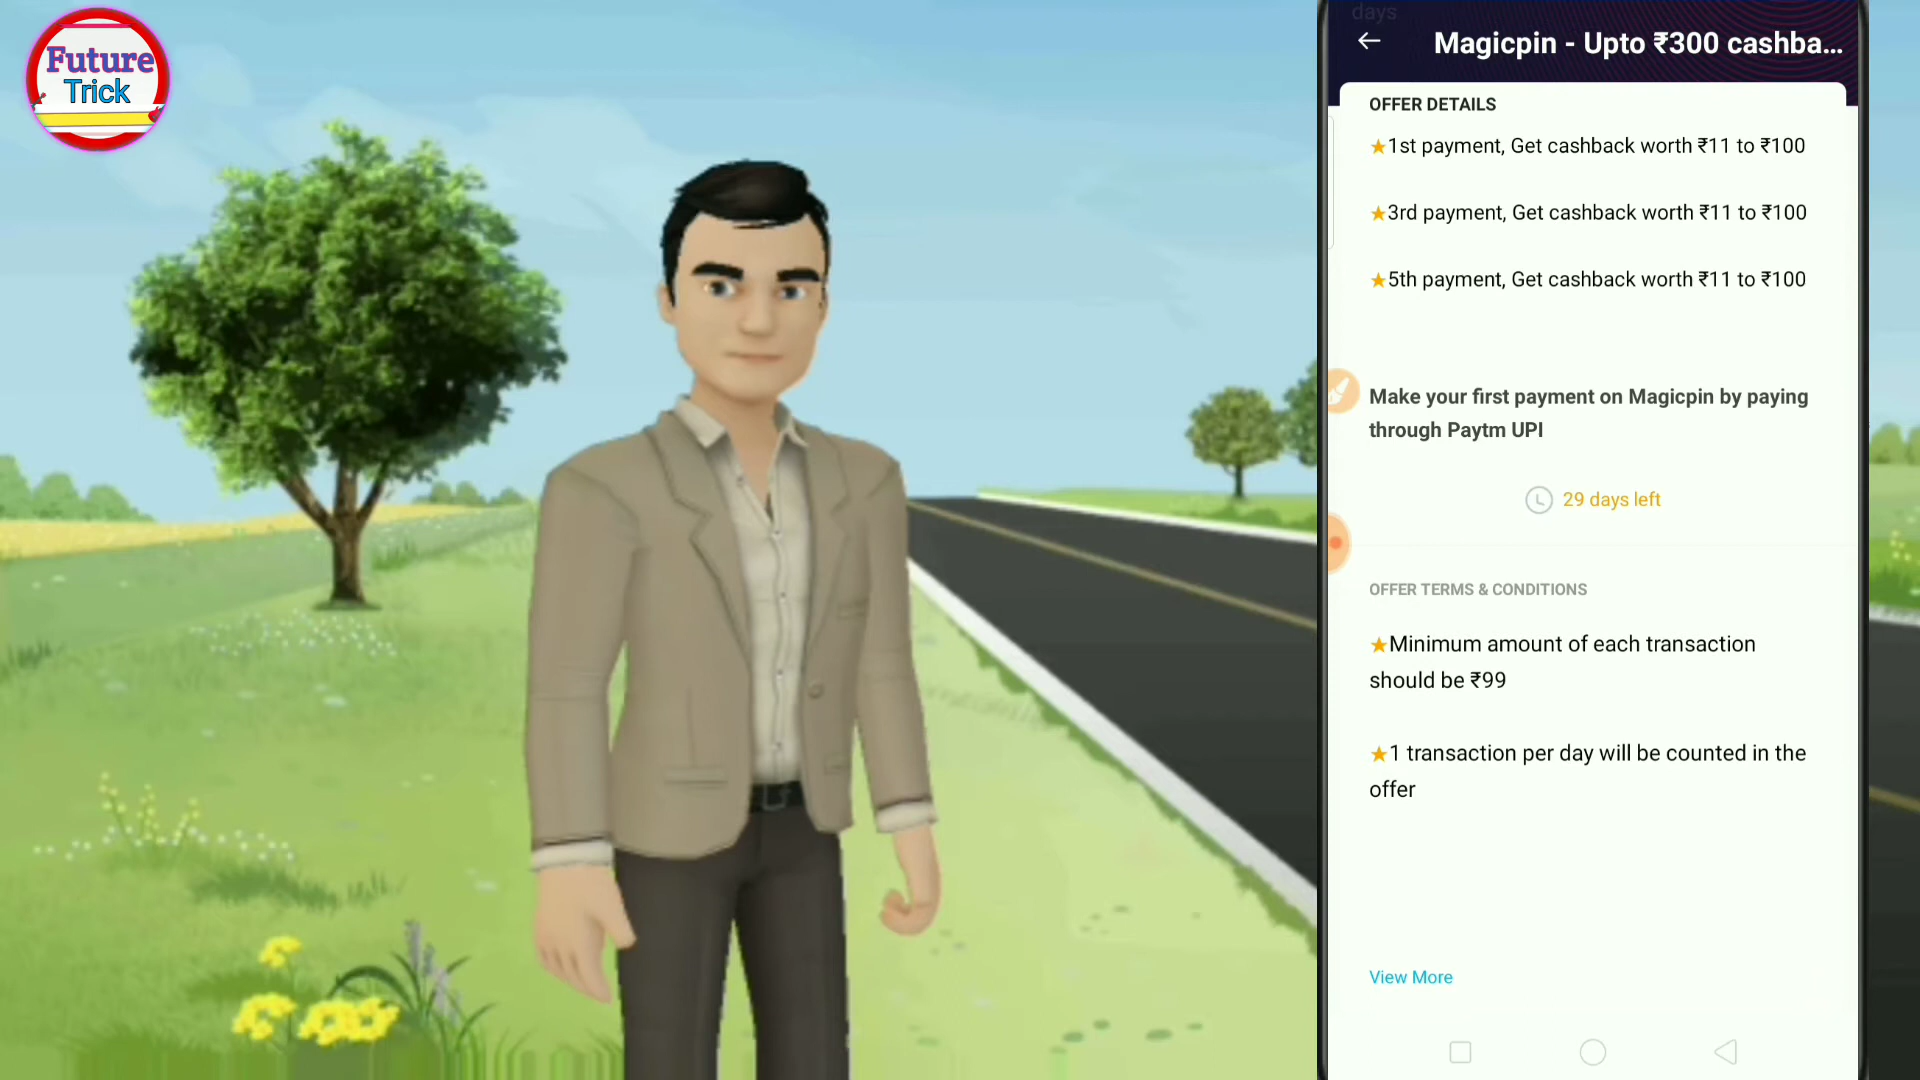 Future
Trick
days
Magicpin - Upto ₹300 cashba...
OFFER DETAILS
★1st payment, Get cashback worth ₹11 to ₹100
★3rd payment, Get cashback worth ₹11 to ₹100
★5th payment, Get cashback worth ₹11 to ₹100
Make your first payment on Magicpin by paying
through Paytm UPI
29 days left
OFFER TERMS & CONDITIONS
★Minimum amount of each transaction
should be ₹99
★1 transaction per day will be counted in the
offer
View More